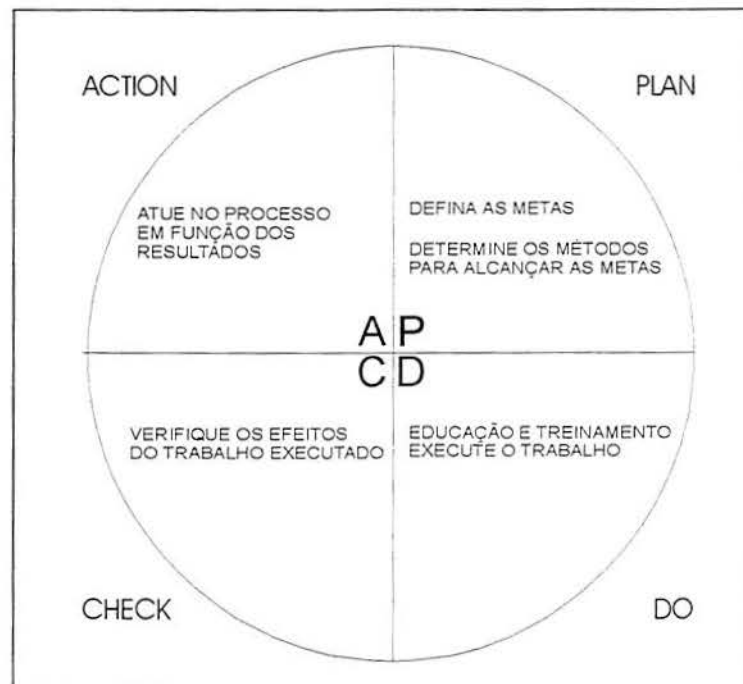 ACTION
PLAN
ATUE NO PROCESSO
EM FUNÇÃO DOS
RESULTADOS
DEFINA AS METAS
DETERMINE OS MÉTODOS
PARA ALCANÇAR AS METAS
A P
C D
VERIFIQUE OS EFEITOS
DO TRABALHO EXECUTADO
EDUCAÇÃO E TREINAMENTO
EXECUTE O TRABALHO
CHECK
DO